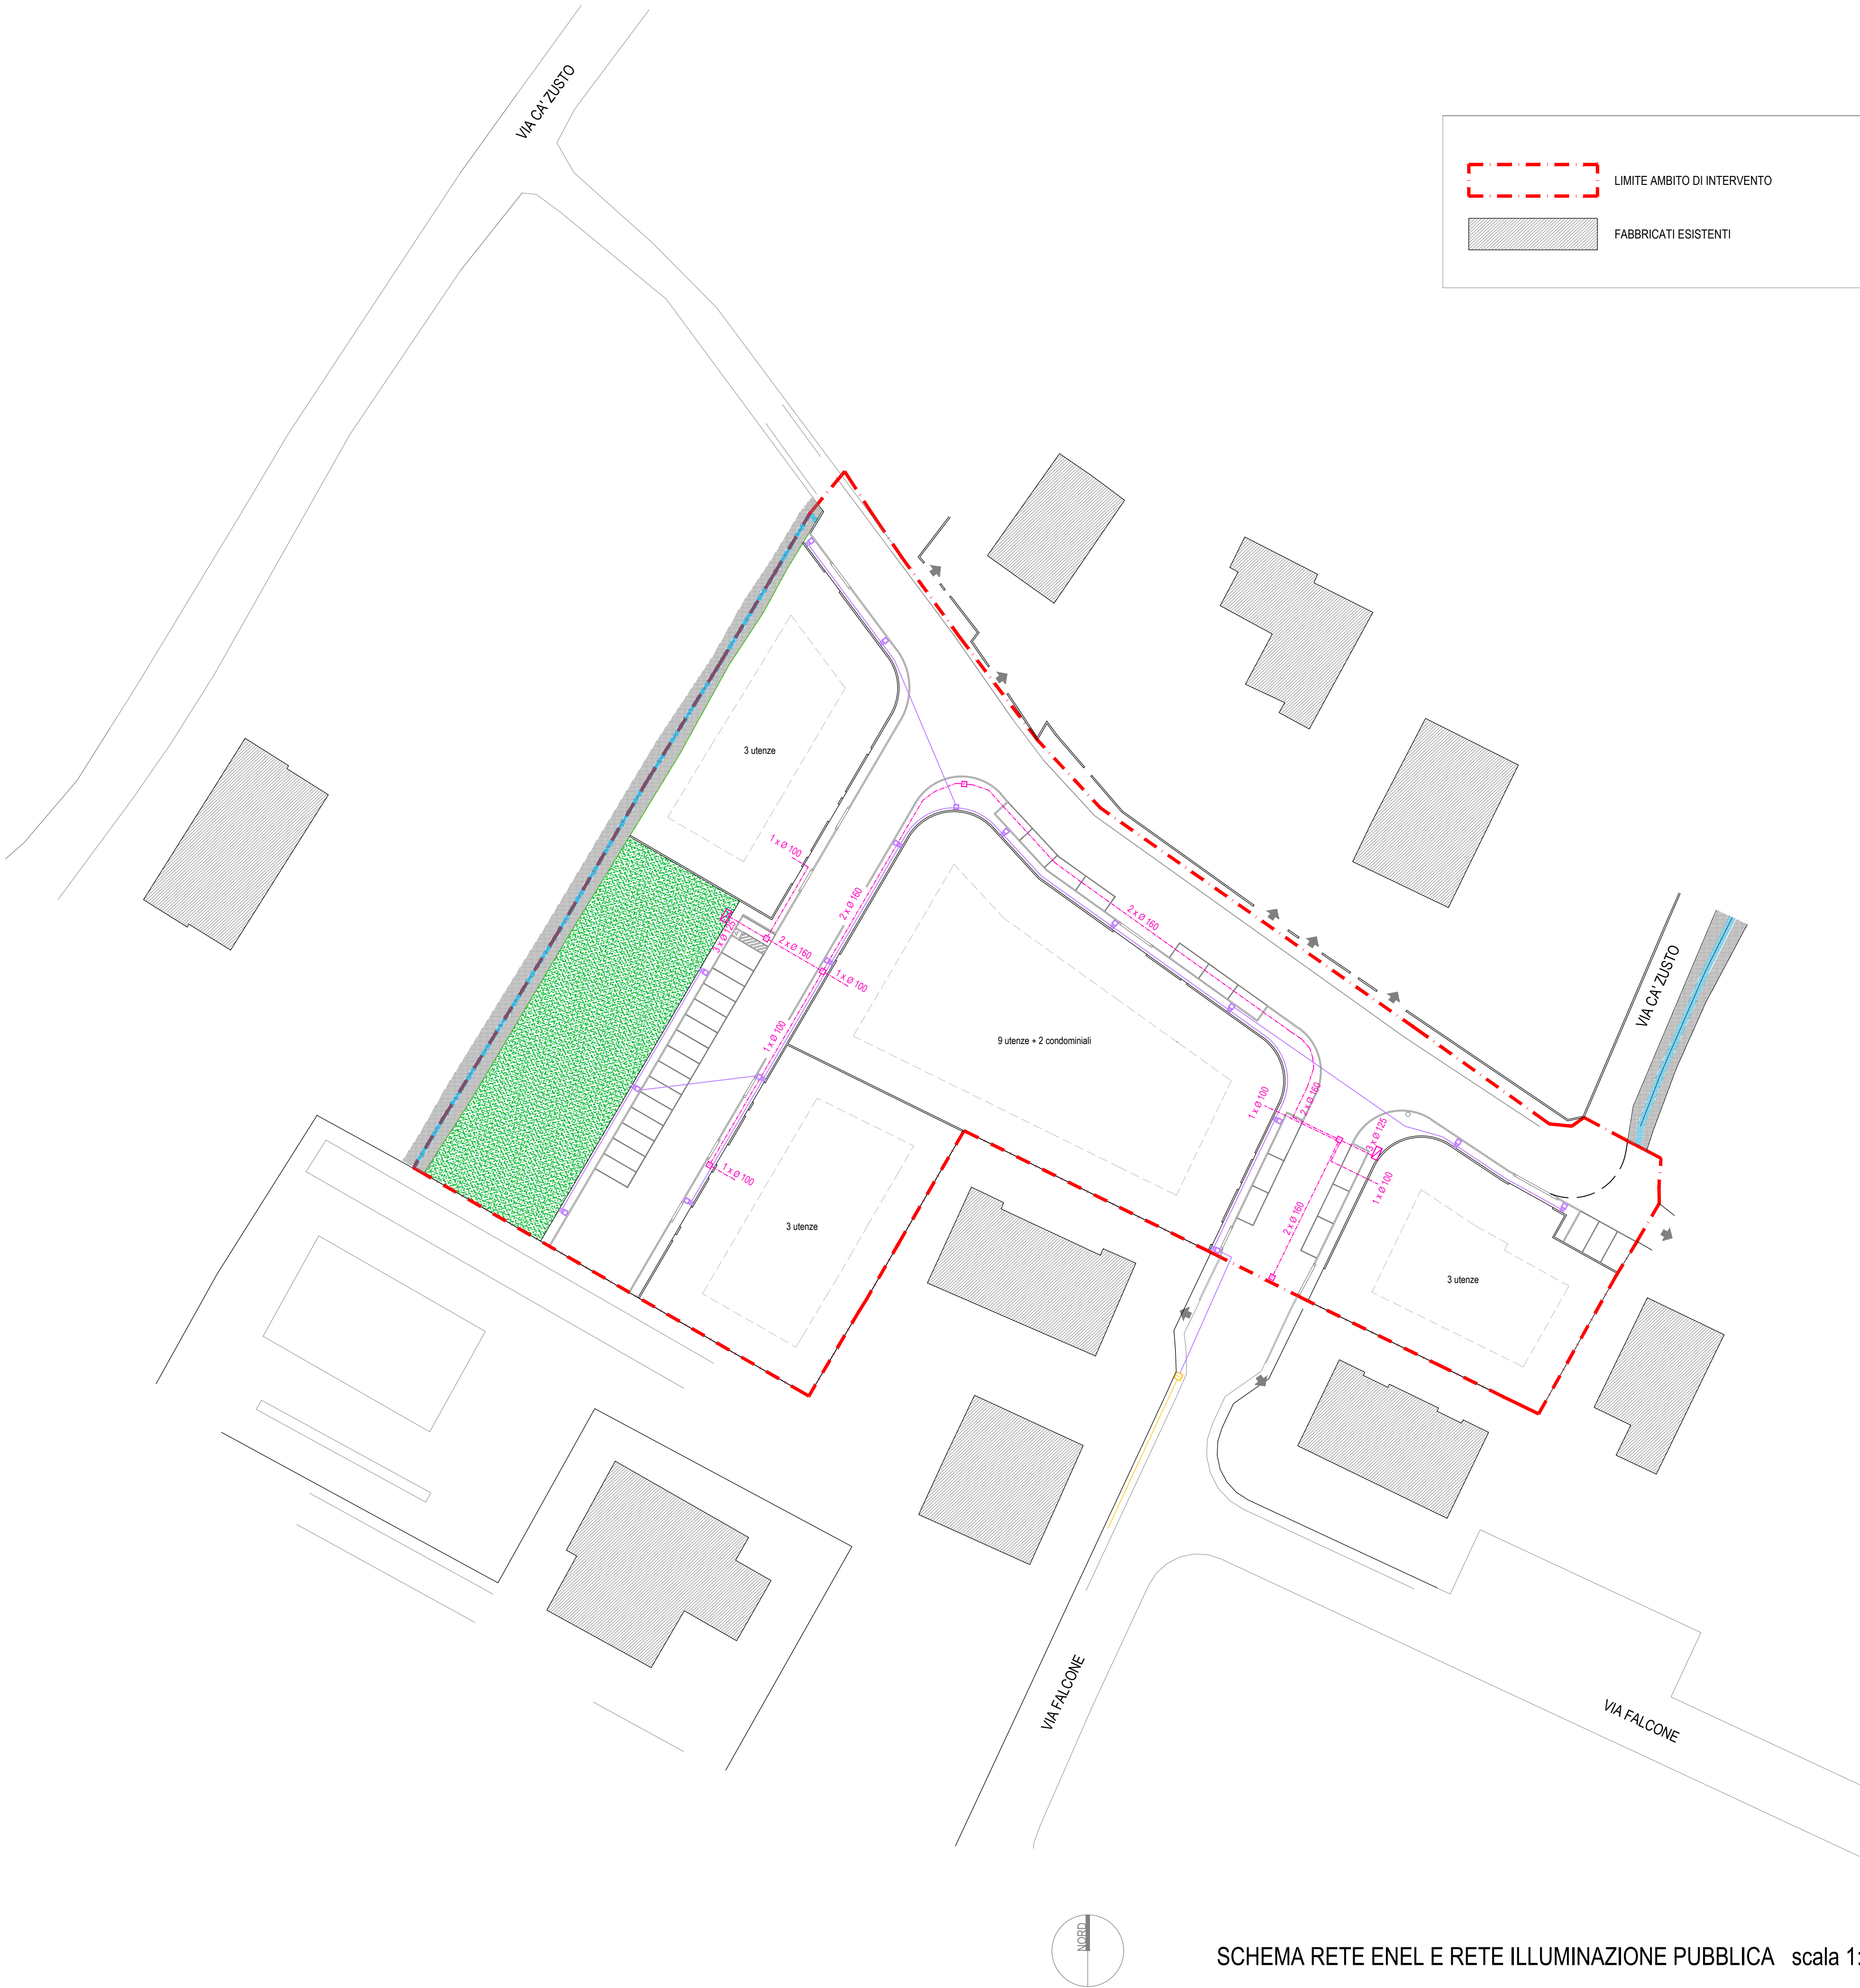 VIA CA' ZUSTO
LIMITE AMBITO DI INTERVENTO
FABBRICATI ESISTENTI
3 utenze
1 x Ø 100
2 x Ø 160
2 x Ø 160
3 x Ø 125
2 x Ø 160
1 x Ø 100
VIA CA' ZUSTO
1 x Ø 100
9 utenze + 2 condominiali
1 x Ø 100
2 x Ø 160
3 x Ø 125
1 x Ø 100
1 x Ø 100
2 x Ø 160
3 utenze
3 utenze
VIA FALCONE
VIA FALCONE
NORD
SCHEMA RETE ENEL E RETE ILLUMINAZIONE PUBBLICA scala 1: